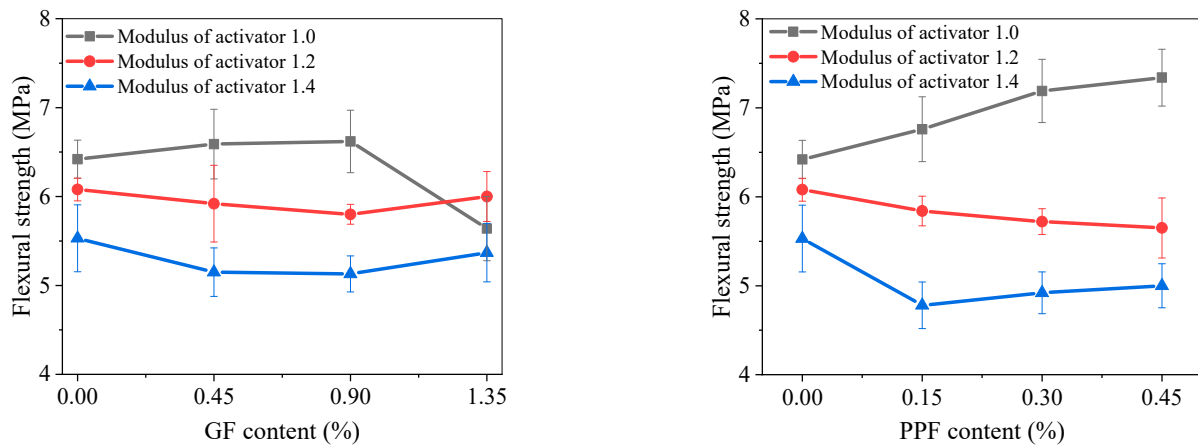 8
7
6
5
4
Flexural strength (MPa)
Modulus of activator 1.0
Modulus of activator 1.2
Modulus of activator 1.4
0.00 0.45 0.90 1.35
GF content (%)
8
7
6
5
4
Flexural strength (MPa)
Modulus of activator 1.0
Modulus of activator 1.2
Modulus of activator 1.4
0.00 0.15 0.30 0.45
PPF content (%)